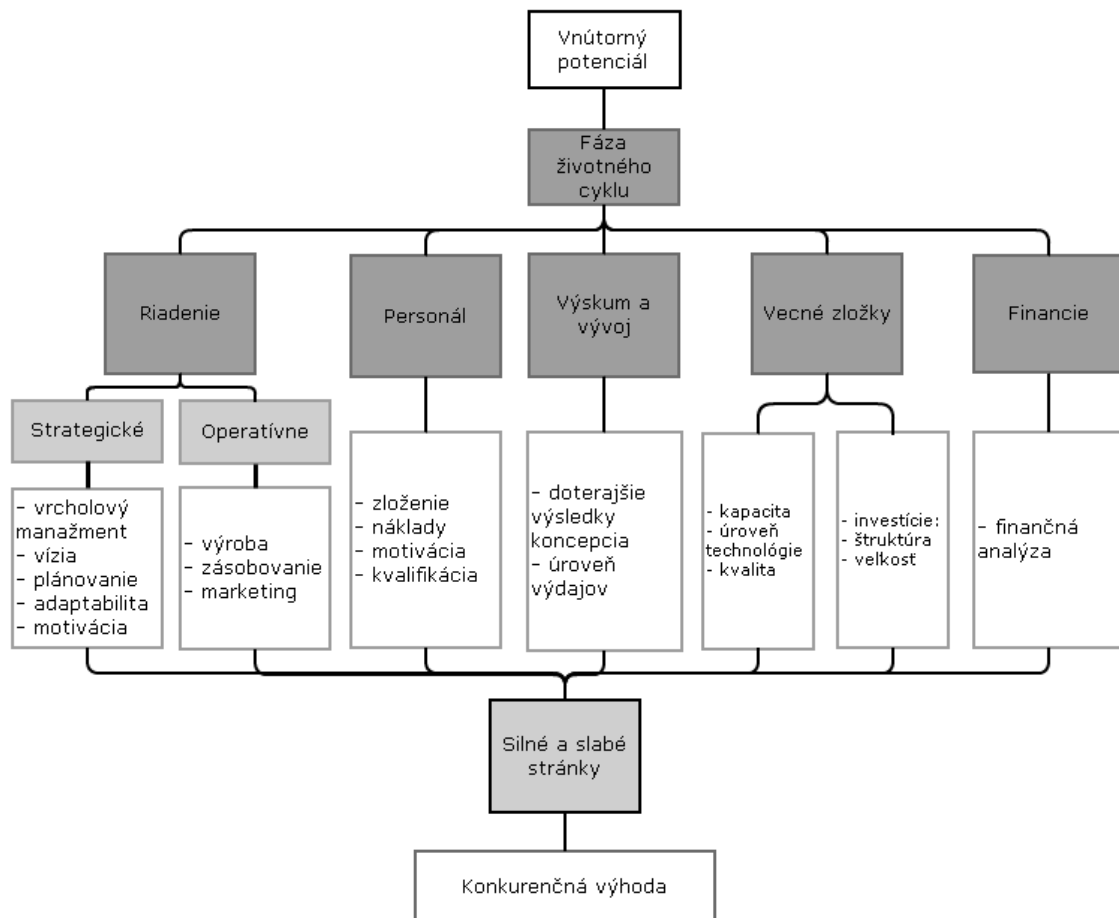 Vnútorný
potenciál
Fáza
životného
cyklu
Riadenie
Personál
Výskum a
vývoj
Vecné zložky
Financie
Strategické
Operatívne
- vrcholový
manažment
- vízia
- plánovanie
- adaptabilita
- motivácia
- výroba
- zásobovanie
- marketing
- zloženie
- náklady
- motivácia
- kvalifikácia
- doterajšie
výsledky
koncepcia
- úroveň
výdajov
- kapacita
- úroveň
technológie
- kvalita
- investície:
- štruktúra
- veľkosť
- finančná
analýza
Silné a slabé
stránky
Konkurenčná výhoda